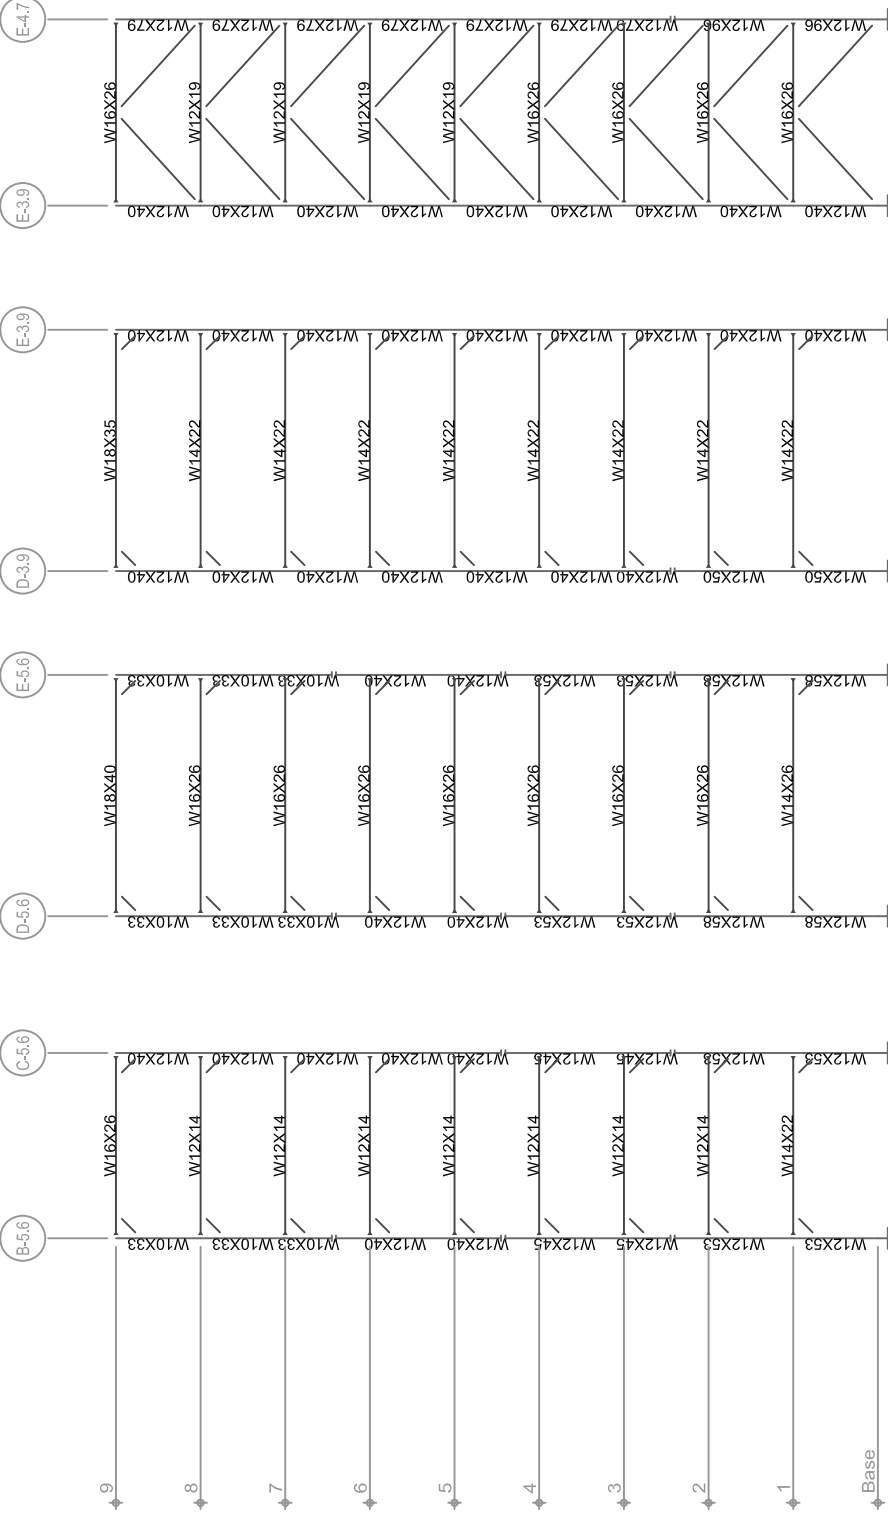 E-4.7
W12X79 W12X79 W12X79 W12X79 W12X79 W12X79 W12X79 W12X96 W12X96
W16X26 W12X19 W12X19 W12X19 W12X19 W16X26 W16X26 W16X26 W16X26
E-3.9
W12X40 W12X40 W12X40 W12X40 W12X40 W12X40 W12X40 W12X40 W12X40
E-3.9
W12X40 W12X40 W12X40 W12X40 W12X40 W12X40 W12X40 W12X40 W12X40
W18X35 W14X22 W14X22 W14X22 W14X22 W14X22 W14X22 W14X22 W14X22
D-3.9
W12X40 W12X40 W12X40 W12X40 W12X40 W12X40 W12X40 W12X50 W12X50
E-5.6
W10X33 W10X33 W10X33 W12X40 W12X40 W12X53 W12X53 W12X58 W12X58
W18X40 W16X26 W16X26 W16X26 W16X26 W16X26 W16X26 W16X26 W14X26
D-5.6
W10X33 W10X33 W10X33 W12X40 W12X40 W12X53 W12X53 W12X58 W12X58
C-5.6
W12X40 W12X40 W12X40 W12X40 W12X40 W12X45 W12X45 W12X53 W12X53
W16X26 W12X14 W12X14 W12X14 W12X14 W12X14 W12X14 W12X14 W14X22
B-5.6
W10X33 W10X33 W10X33 W12X40 W12X40 W12X45 W12X45 W12X53 W12X53
9 8 7 6 5 4 3 2 1 Base